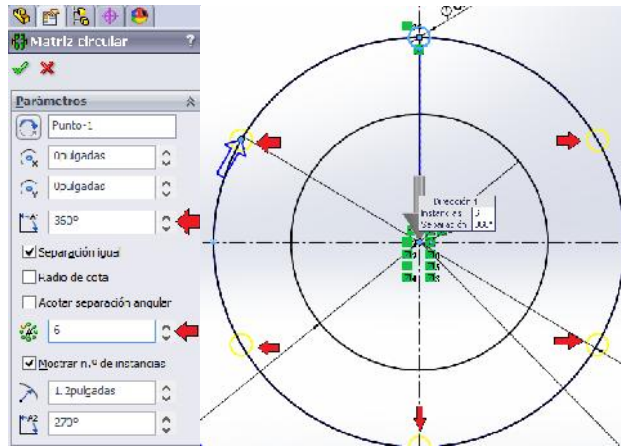 Matriz circular ?
Parámetros
Punto-1
0pulgadas
0pulgadas
360°
Separación igual
Radio de cota
Acotar separación angular
6
Mostrar n.º de instancias
1.2pulgadas
270°
Dirección 1
Instancias
Separación